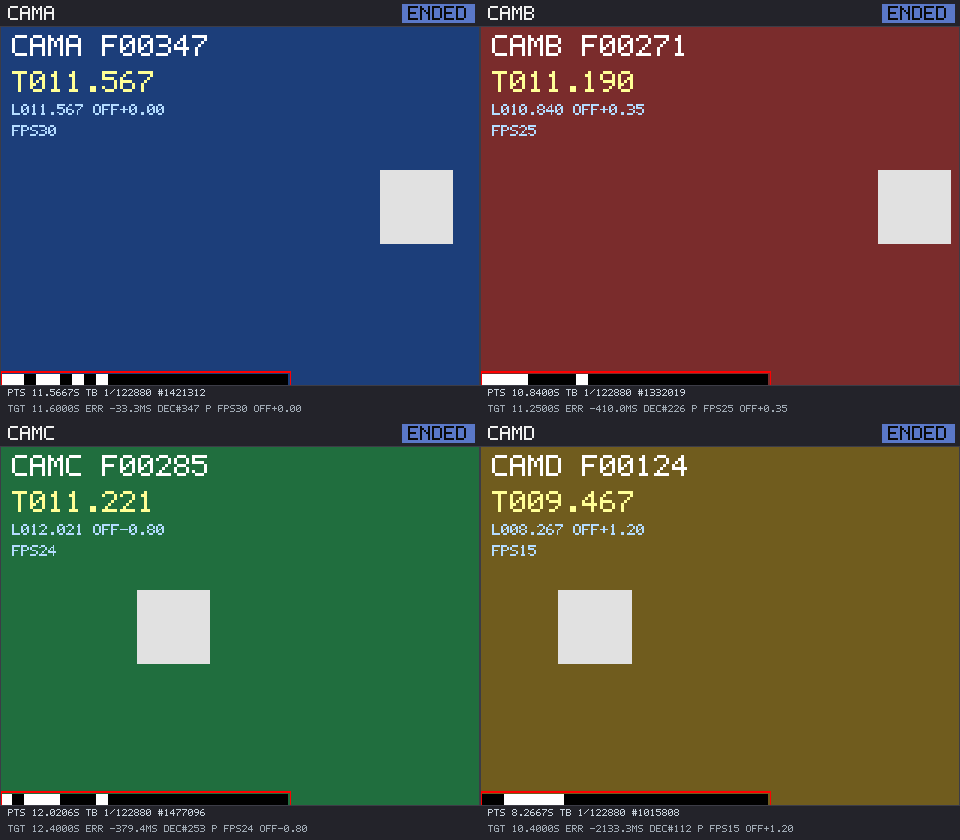 CAMA ENDED
CAMA F00347
T011.567
L011.567 OFF+0.00
FPS30
PTS 11.5667S TB 1/122880 #1421312
TGT 11.6000S ERR -33.3MS DEC#347 P FPS30 OFF+0.00
CAMB ENDED
CAMB F00271
T011.190
L010.840 OFF+0.35
FPS25
PTS 10.8400S TB 1/122880 #1332019
TGT 11.2500S ERR -410.0MS DEC#226 P FPS25 OFF+0.35
CAMC ENDED
CAMC F00285
T011.221
L012.021 OFF-0.80
FPS24
PTS 12.0206S TB 1/122880 #1477096
TGT 12.4000S ERR -379.4MS DEC#253 P FPS24 OFF-0.80
CAMD ENDED
CAMD F00124
T009.467
L008.267 OFF+1.20
FPS15
PTS 8.2667S TB 1/122880 #1015808
TGT 10.4000S ERR -2133.3MS DEC#112 P FPS15 OFF+1.20